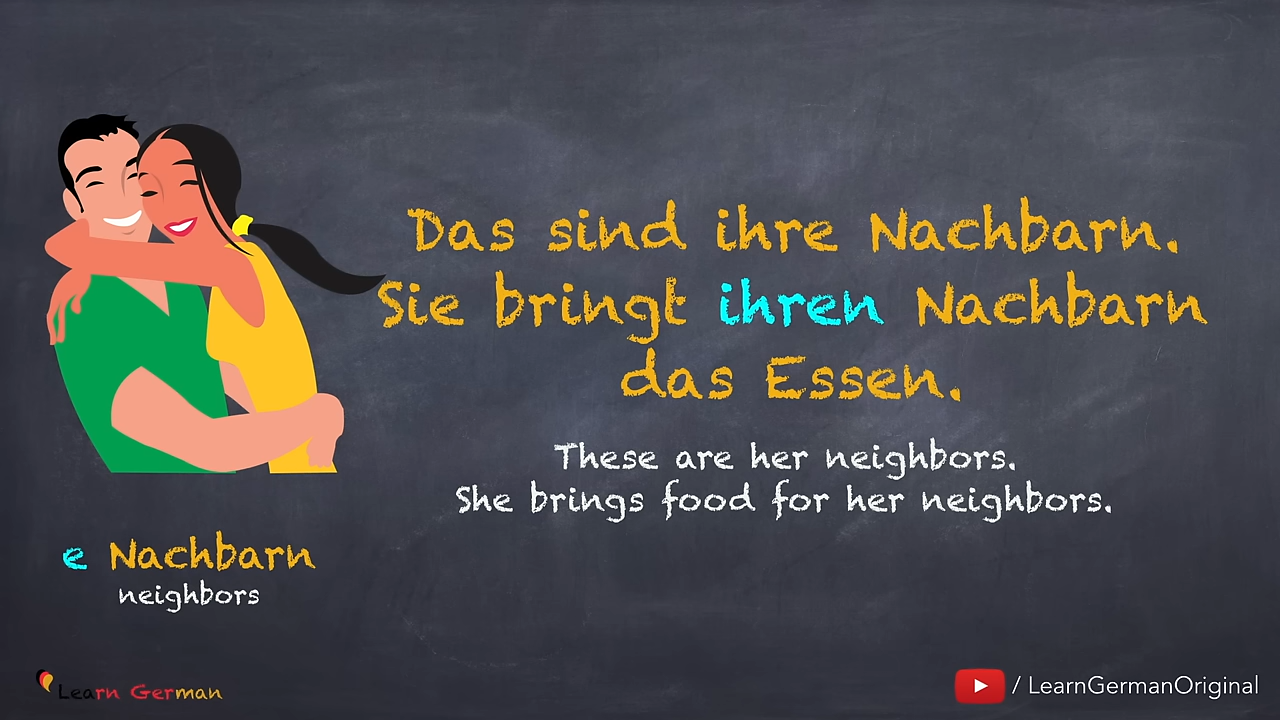 Das sind ihre Nachbarn.
Sie bringt ihren Nachbarn
das Essen.
These are her neighbors.
She brings food for her neighbors.
e Nachbarn
neighbors
Learn German
/ LearnGermanOriginal